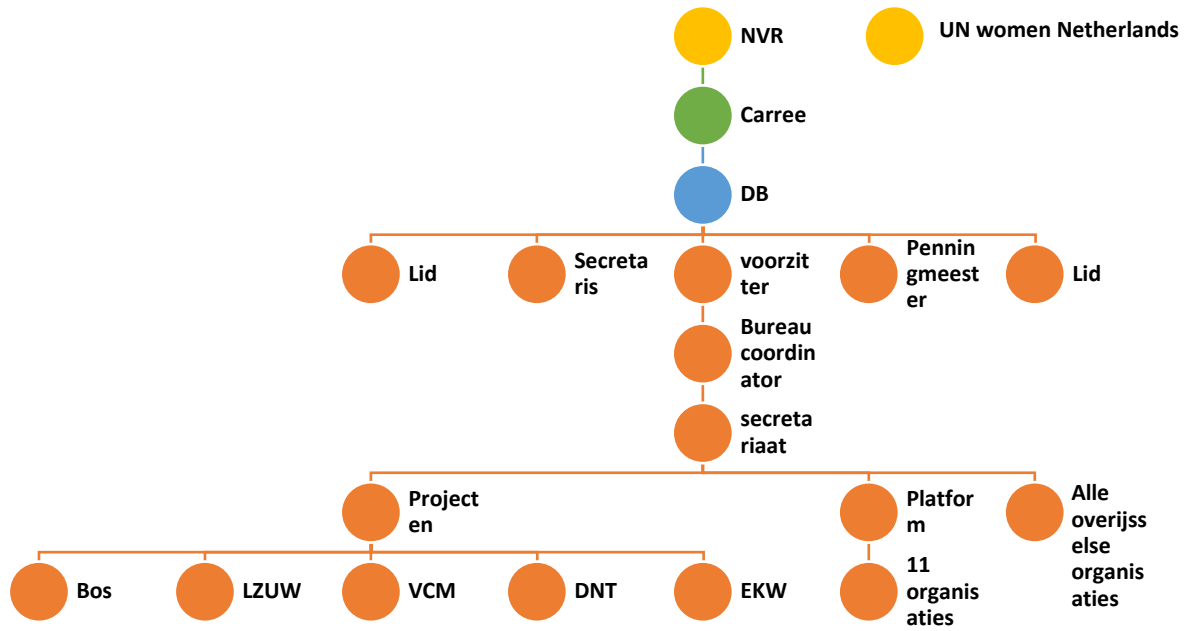 NVR
UN women Netherlands
Carree
DB
Lid
Secreta
ris
voorzit
ter
Pennin
gmeest
er
Lid
Bureau
coordin
ator
secreta
riaat
Project
en
Platfor
m
Alle
overijss
else
organis
aties
Bos
LZUW
VCM
DNT
EKW
11
organis
aties